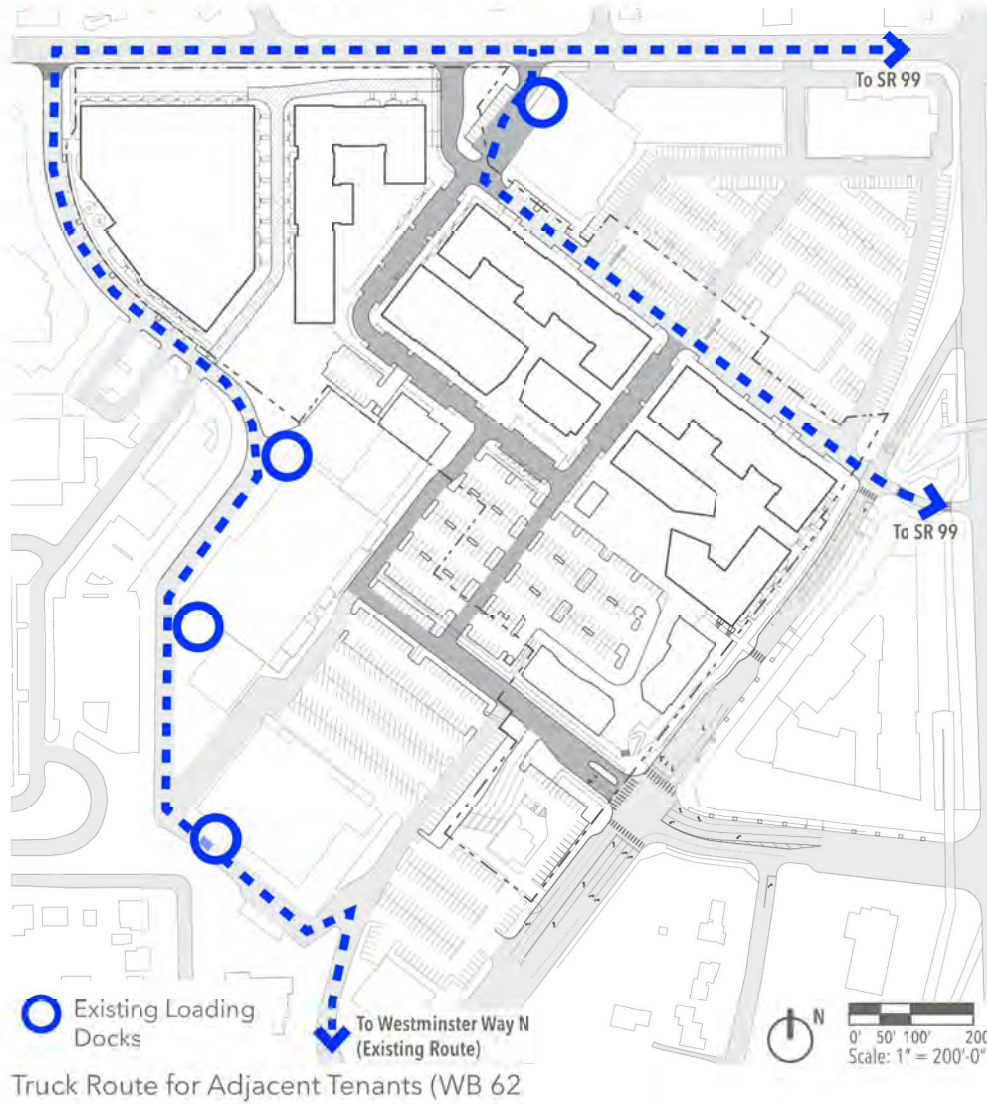 To SR 99
To SR 99
Existing Loading
Docks
To Westminster Way N
(Existing Route)
N
0' 50' 100' 200
Scale: 1" = 200'-0"
Truck Route for Adjacent Tenants (WB 62